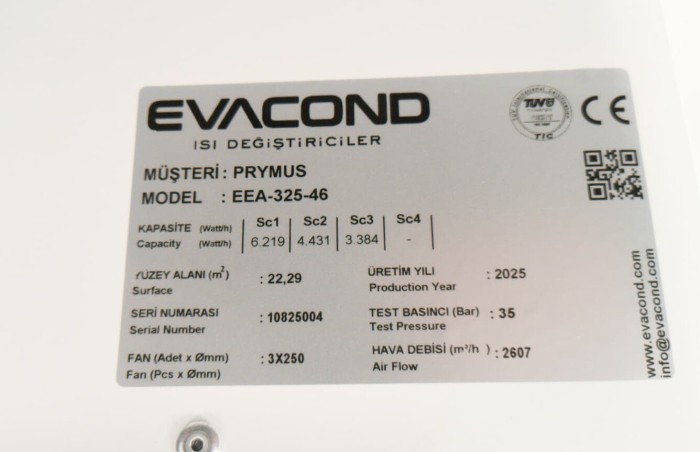 EVACOND
ISI DEĞİŞTİRİCİLER
TÜV
TIC
CE
MÜŞTERİ : PRYMUS
MODEL : EEA-325-46
Sc1 Sc2 Sc3 Sc4
KAPASİTE (Watt/h)
Capacity (Watt/h) 6.219 4.431 3.384 -
YÜZEY ALANI (m²) : 22,29
Surface
ÜRETİM YILI : 2025
Production Year
SERİ NUMARASI : 10825004
Serial Number
TEST BASINCI (Bar) : 35
Test Pressure
FAN (Adet x Ømm) : 3X250
Fan (Pcs x Ømm)
HAVA DEBİSİ (m³/h ) : 2607
Air Flow
www.evacond.com
info@evacond.com